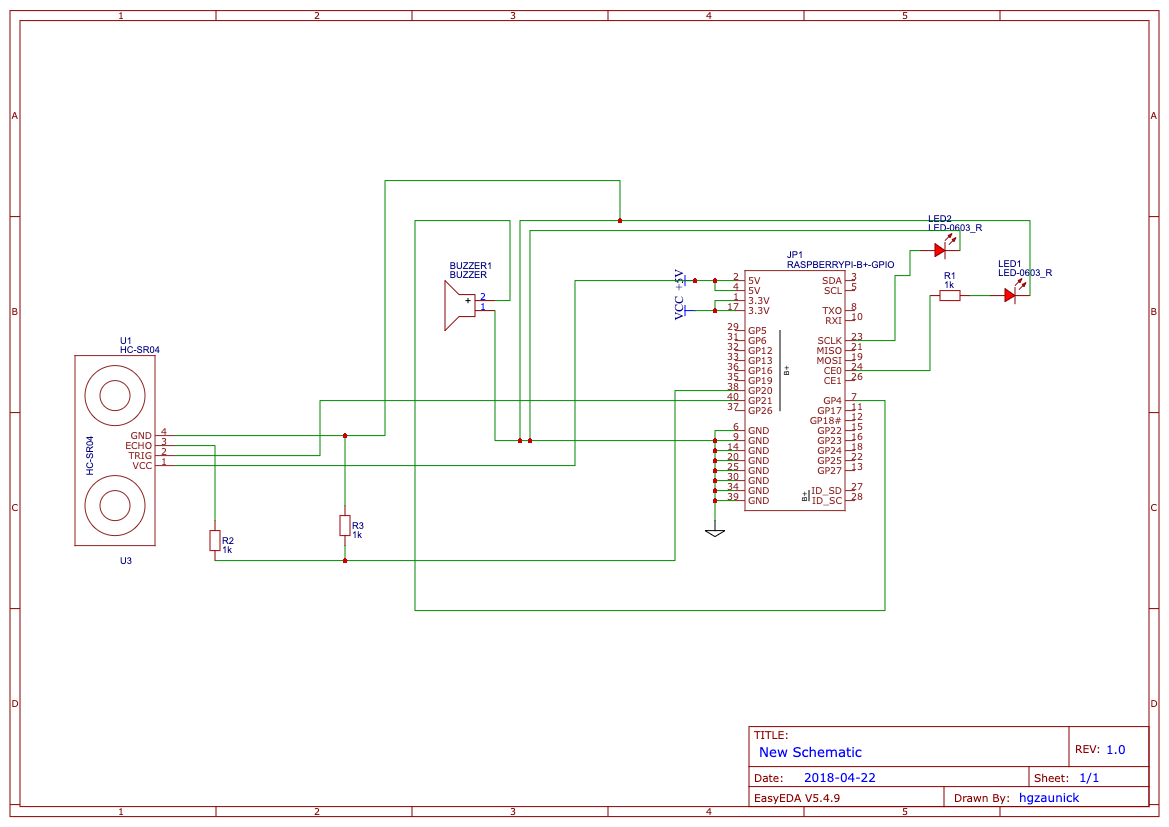 1 2 3 4 5
A A
B B
C C
D D
LED2
LED-0603_R
LED1
LED-0603_R
R1
1k
JP1
RASPBERRYPI-B+-GPIO
BUZZER1
BUZZER
+
2
1
+5V
VCC
2 5V
4 5V
1 3.3V
17 3.3V
29 GP5
31 GP6
32 GP12
33 GP13
36 GP16
35 GP19
38 GP20
40 GP21
37 GP26
6 GND
9 GND
14 GND
20 GND
25 GND
30 GND
34 GND
39 GND
B+
SDA 3
SCL 5
TXO 8
RXI 10
SCLK 23
MISO 21
MOSI 19
CE0 24
CE1 26
GP4 7
GP17 11
GP18# 12
GP22 15
GP23 16
GP24 18
GP25 22
GP27 13
B+
ID_SD 27
ID_SC 28
U1
HC-SR04
HC-SR04
GND 4
ECHO 3
TRIG 2
VCC 1
U3
R2
1k
R3
1k
TITLE:
New Schematic
REV: 1.0
Date: 2018-04-22
Sheet: 1/1
EasyEDA V5.4.9
Drawn By: hgzaunick
1 2 3 4 5